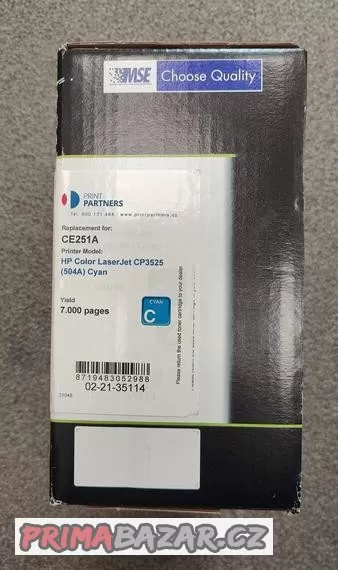 MSE Choose Quality
PRINT
PARTNERS
Tel. 800 121 488 • www.printpartners.cz
Replacement for:
CE251A
Printer Model:
HP Color LaserJet CP3525
(504A) Cyan
Yield
7.000 pages
CYAN
C
Please return the used toner cartridge to your dealer
8719483052988
02-21-35114
PRIMABAZAR.CZ